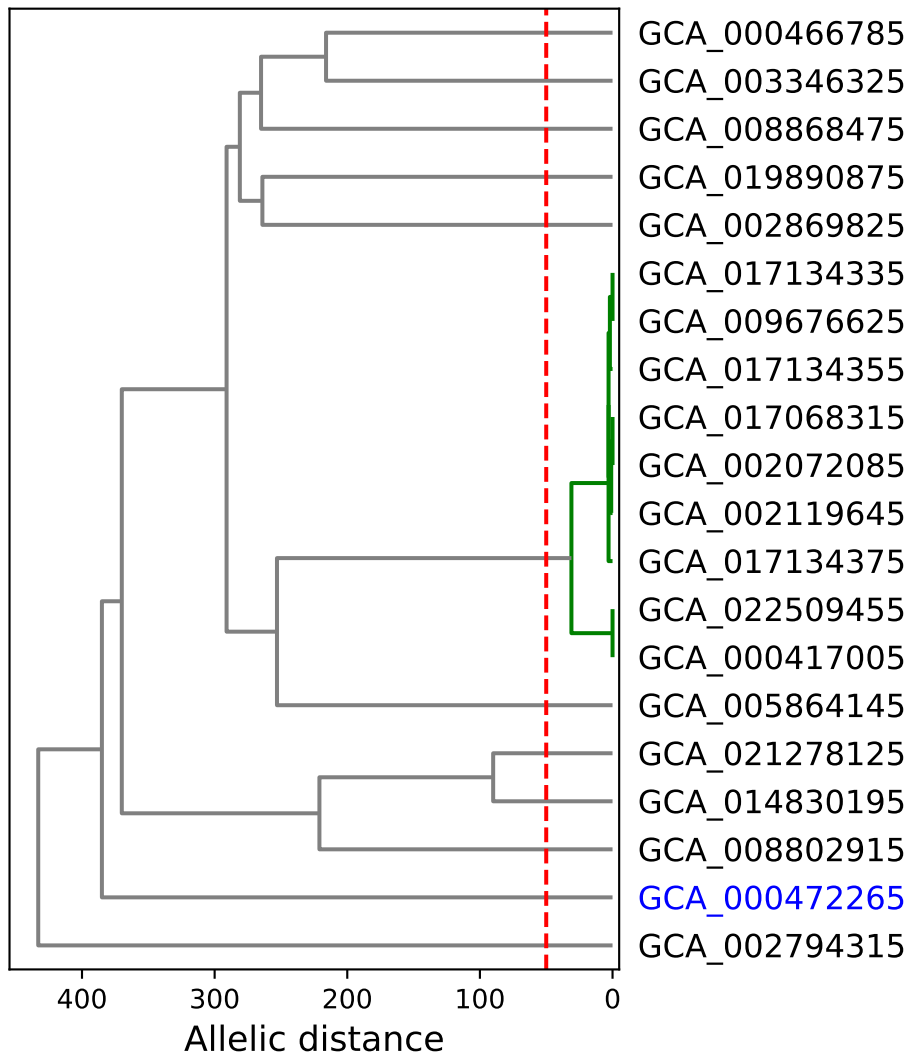 GCA_000466785
GCA_003346325
GCA_008868475
GCA_019890875
GCA_002869825
GCA_017134335
GCA_009676625
GCA_017134355
GCA_017068315
GCA_002072085
GCA_002119645
GCA_017134375
GCA_022509455
GCA_000417005
GCA_005864145
GCA_021278125
GCA_014830195
GCA_008802915
GCA_000472265
GCA_002794315
400 300 200 100 0
Allelic distance